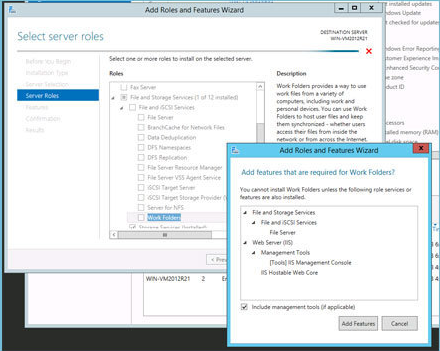 Add Roles and Features Wizard
Select server roles
DESTINATION SERVER
WIN-VM2012R21
Before You Begin
Installation Type
Server Selection
Server Roles
Features
Confirmation
Results
Select one or more roles to install on the selected server.
Roles
Fax Server
File and Storage Services (1 of 12 installed)
File and iSCSI Services
File Server
BranchCache for Network Files
Data Deduplication
DFS Namespaces
DFS Replication
File Server Resource Manager
File Server VSS Agent Service
iSCSI Target Server
iSCSI Target Storage Provider (
Server for NFS
Work Folders
Storage Services (Installed)
Description
Work Folders provides a way to use
work files from a variety of
computers, including work and
personal devices. You can use Work
Folders to host user files and keep
them synchronized - whether users
access their files from inside the
network or from across the Internet.
< Prev
WIN-VM2012R21 2
installed updates
Windows Update
checked for updates
Windows Error Reporting
Customer Experience Im
Enhanced Security Co
zone
Product ID
installed memory (RAM)
disk space
Add Roles and Features Wizard
Add features that are required for Work Folders?
You cannot install Work Folders unless the following role services or
features are also installed.
File and Storage Services
File and iSCSI Services
File Server
Web Server (IIS)
Management Tools
[Tools] IIS Management Console
IIS Hostable Web Core
Include management tools (if applicable)
Add Features
Cancel